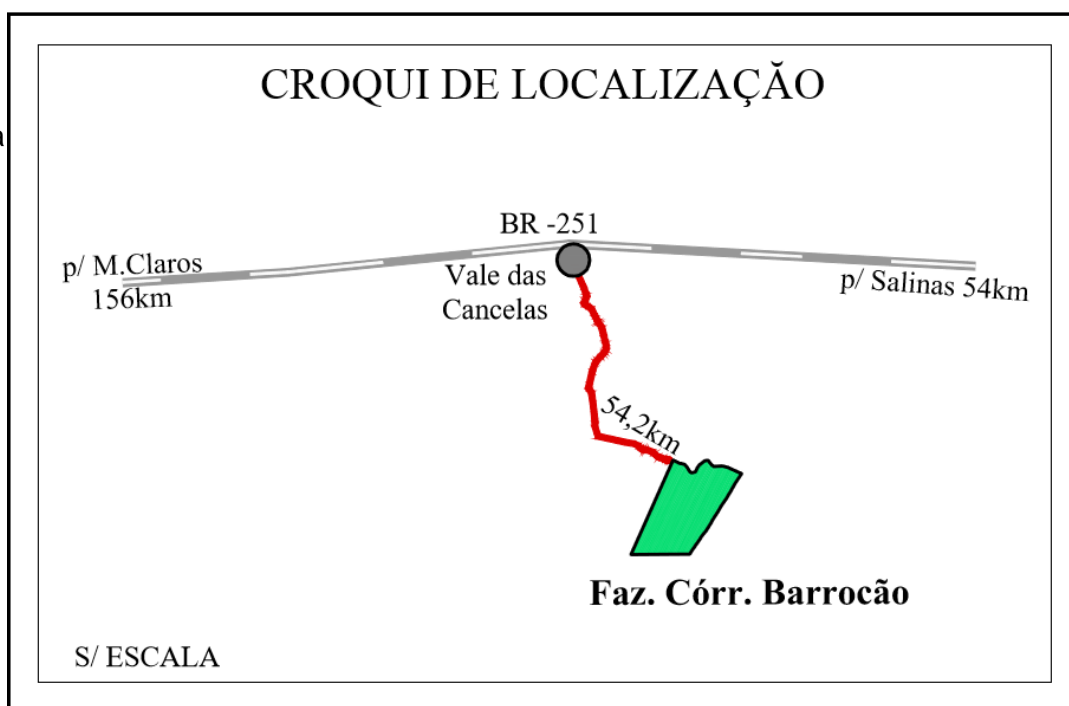 CROQUI DE LOCALIZAÇÃO
a
BR -251
p/ M.Claros
156km
Vale das
Cancelas
p/ Salinas 54km
54,2km
Faz. Córr. Barrocão
S/ ESCALA